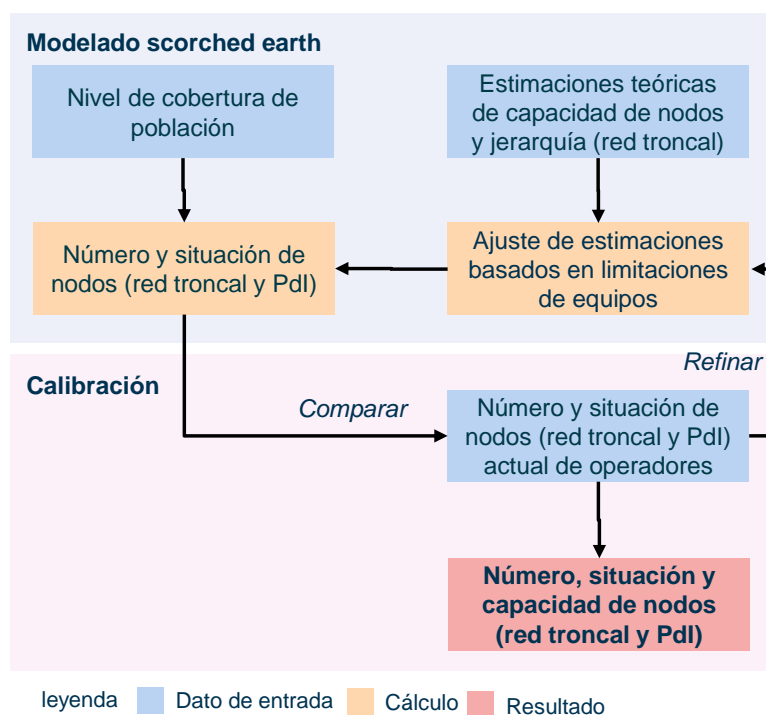 Modelado scorched earth
Nivel de cobertura de
población
Estimaciones teóricas
de capacidad de nodos
y jerarquía (red troncal)
Número y situación de
nodos (red troncal y PdI)
Ajuste de estimaciones
basados en limitaciones
de equipos
Refinar
Calibración
Comparar
Número y situación de
nodos (red troncal y PdI)
actual de operadores
Número, situación y
capacidad de nodos
(red troncal y PdI)
leyenda Dato de entrada Cálculo Resultado